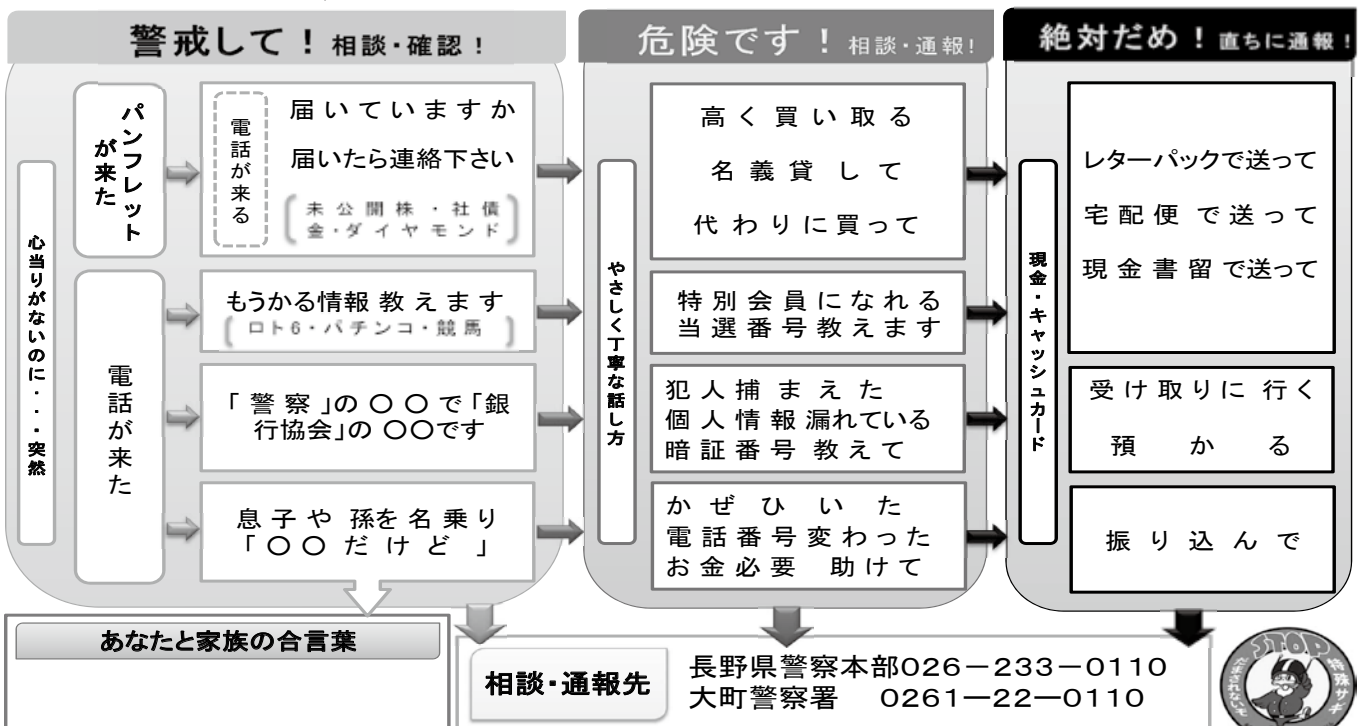 警戒して！相談・確認！
心当りがないのに・・・突然
パンフレット
が来た
電話が来る
届いていますか
届いたら連絡下さい
未公開株・社債
金・ダイヤモンド
電話が来た
もうかる情報教えます
ロト6・パチンコ・競馬
「警察」の〇〇で「銀
行協会」の〇〇です
息子や孫を名乗り
「〇〇だけど」
危険です！相談・通報！
やさしく丁寧な話し方
高く買い取る
名義貸して
代わりに買って
特別会員になれる
当選番号教えます
犯人捕まえた
個人情報漏れている
暗証番号教えて
かぜひいた
電話番号変わった
お金必要 助けて
絶対だめ！直ちに通報！
現金・キャッシュカード
レターパックで送って
宅配便で送って
現金書留で送って
受け取りに行く
預かる
振り込んで
あなたと家族の合言葉
相談・通報先
長野県警察本部026－233－0110
大町警察署 0261―22―0110
STOP
特殊サギ
だまされないモ